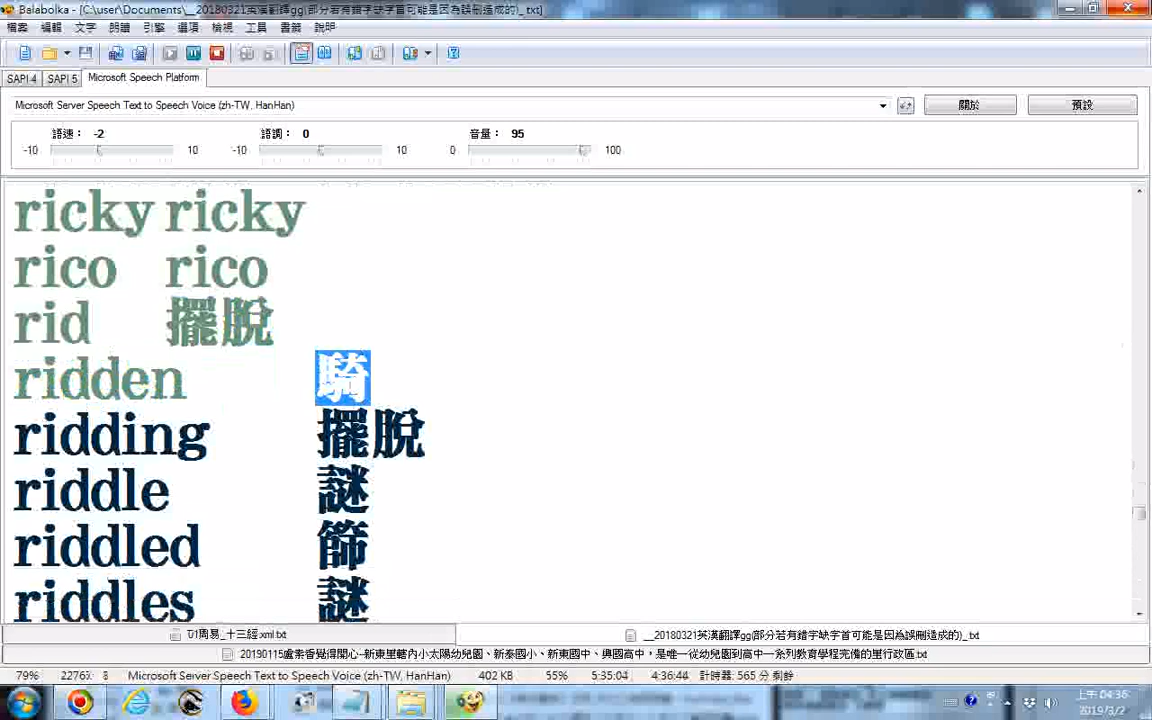 Balabolka - [C:\user\Documents\__20180321英漢翻譯gg(部分若有錯字缺字首可能是因為誤刪造成的)_.txt]
檔案 編輯 文字 朗讀 引擎 選項 檢視 工具 書籤 說明
SAPI 4 SAPI 5 Microsoft Speech Platform
Microsoft Server Speech Text to Speech Voice (zh-TW, HanHan) 關於 預設
語速： -2 語調： 0 音量： 95
-10 10 -10 10 0 100
ricky ricky
rico rico
rid 擺脫
ridden 騎
ridding 擺脫
riddle 謎
riddled 篩
riddles 謎
01周易_十三經.xml.txt __20180321英漢翻譯gg(部分若有錯字缺字首可能是因為誤刪造成的)_.txt
20190115盧素香覺得開心-新東里轄內小太陽幼兒園、新泰國小、新東國中、興國高中，是唯一從幼兒園到高中一系列教育學程完備的里行政區.txt
79% Microsoft Server Speech Text to Speech Voice (zh-TW, HanHan) 402 KB 55% 5:35:04 4:36:44 計時器: 565 分 剩餘
上午 04:36
2019/3/2